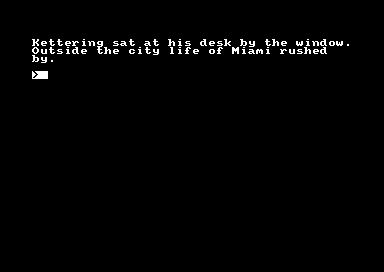 Kettering sat at his desk by the window.
Outside the city life of Miami rushed
by.
>